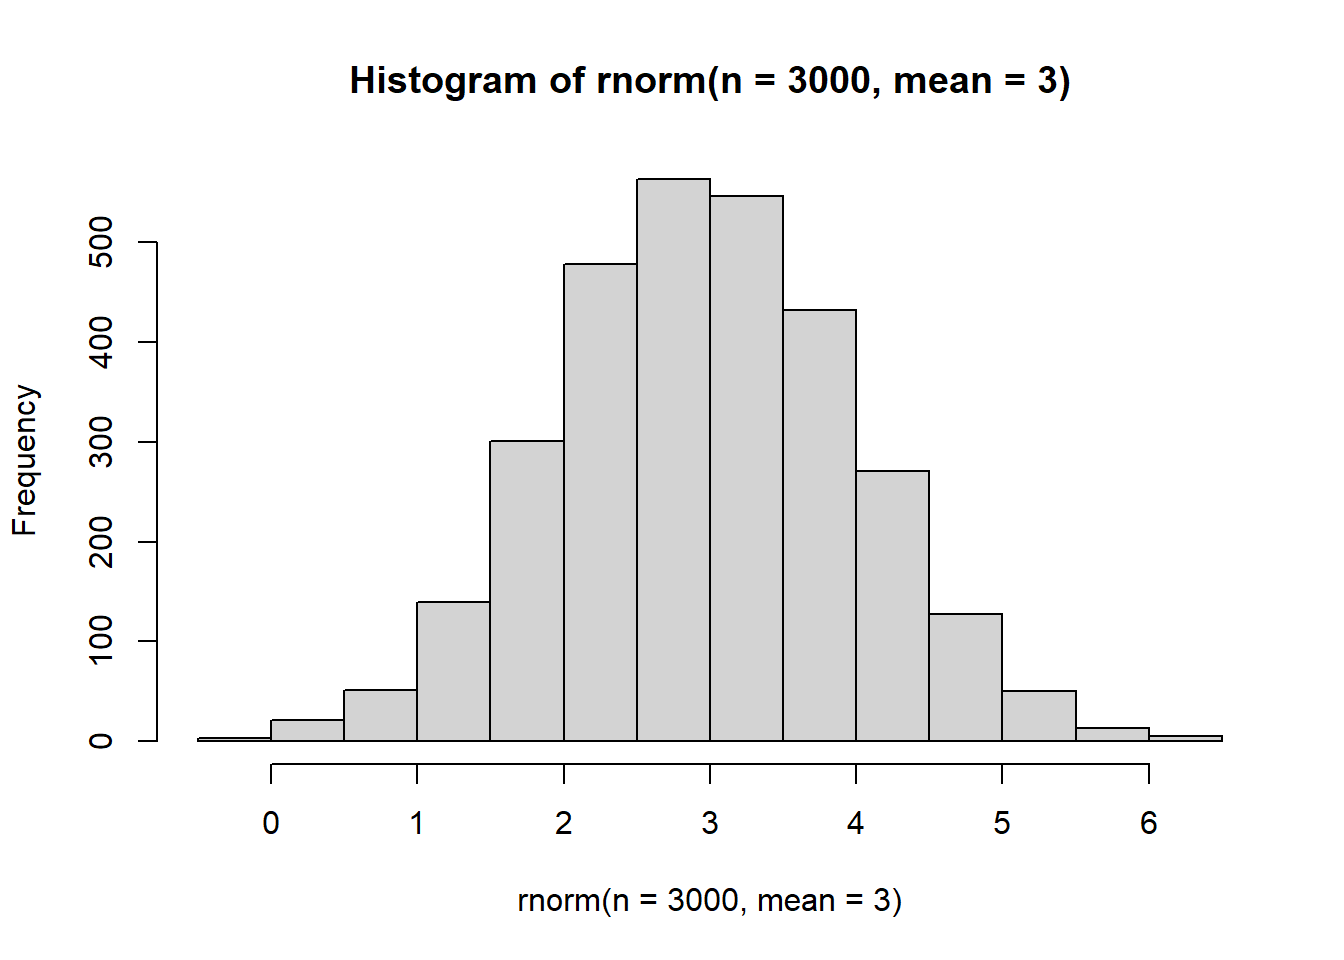 Histogram of rnorm(n = 3000, mean = 3)
Frequency
500
400
300
200
100
0
0 1 2 3 4 5 6
rnorm(n = 3000, mean = 3)